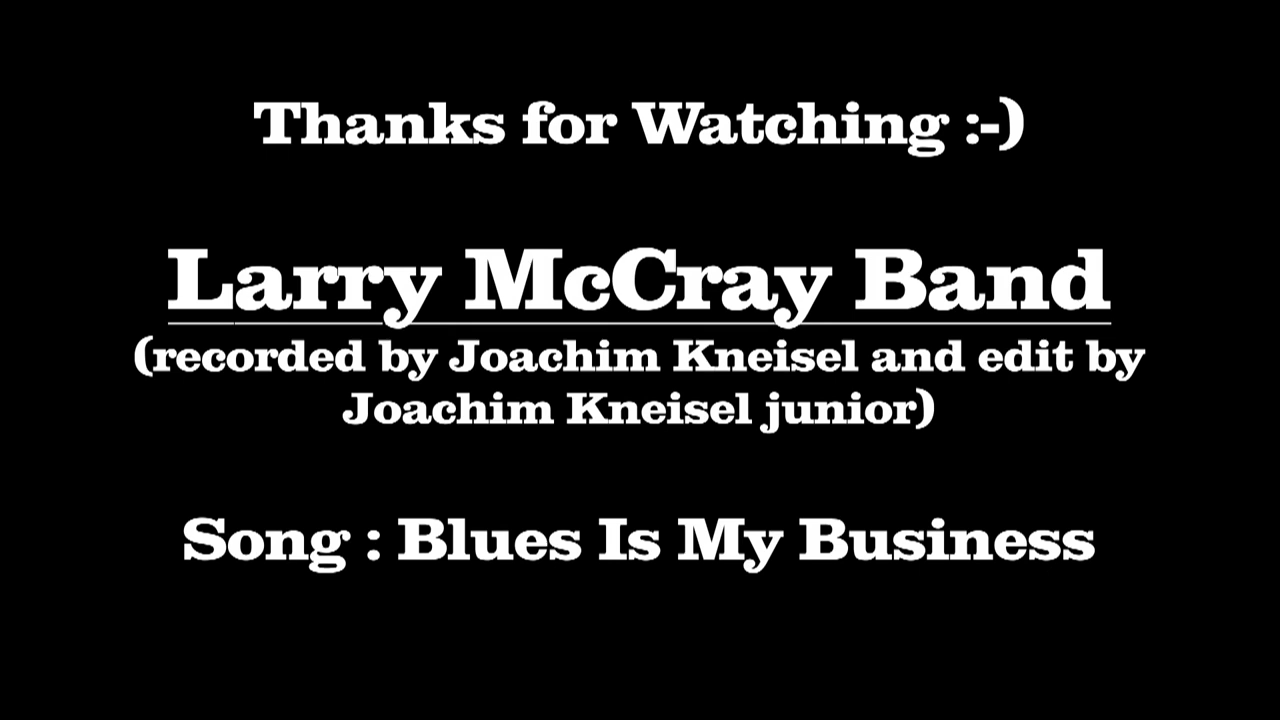 Thanks for Watching :-)
Larry McCray Band
(recorded by Joachim Kneisel and edit by
Joachim Kneisel junior)
Song : Blues Is My Business